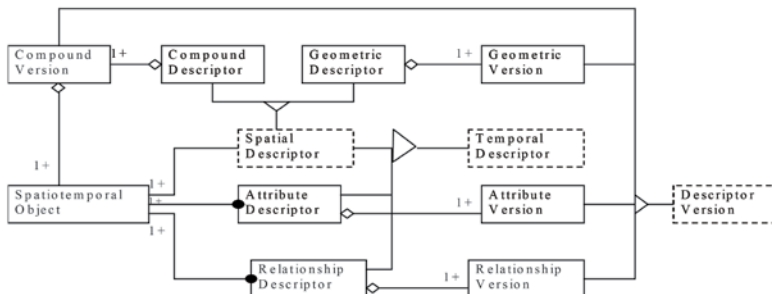 Compound
Version
1+
Compound
Descriptor
Geometric
Descriptor
1+
Geometric
Version
1+
Spatial
Descriptor
Temporal
Descriptor
Spatiotemporal
Object
1+
1+
1+
Attribute
Descriptor
1+
Attribute
Version
Descriptor
Version
Relationship
Descriptor
1+
Relationship
Version